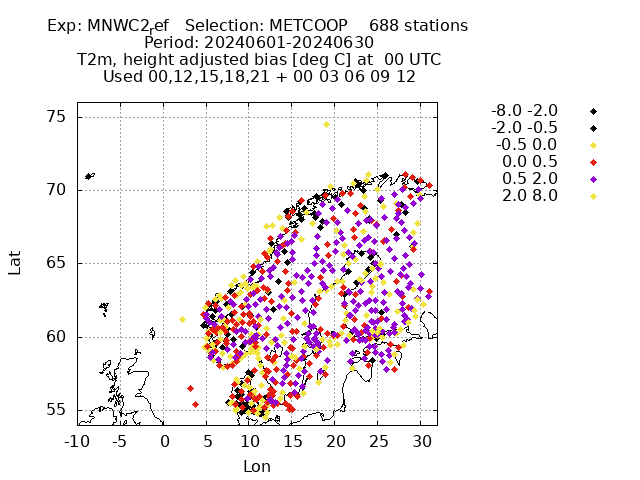 Exp: MNWC2ref   Selection: METCOOP    688 stations
Period: 20240601-20240630
T2m, height adjusted bias [deg C] at  00 UTC
Used 00,12,15,18,21 + 00 03 06 09 12
-8.0 -2.0
-2.0 -0.5
-0.5 0.0
0.0 0.5
0.5 2.0
2.0 8.0
75
70
65
60
55
Lat
-10 -5 0 5 10 15 20 25 30
Lon